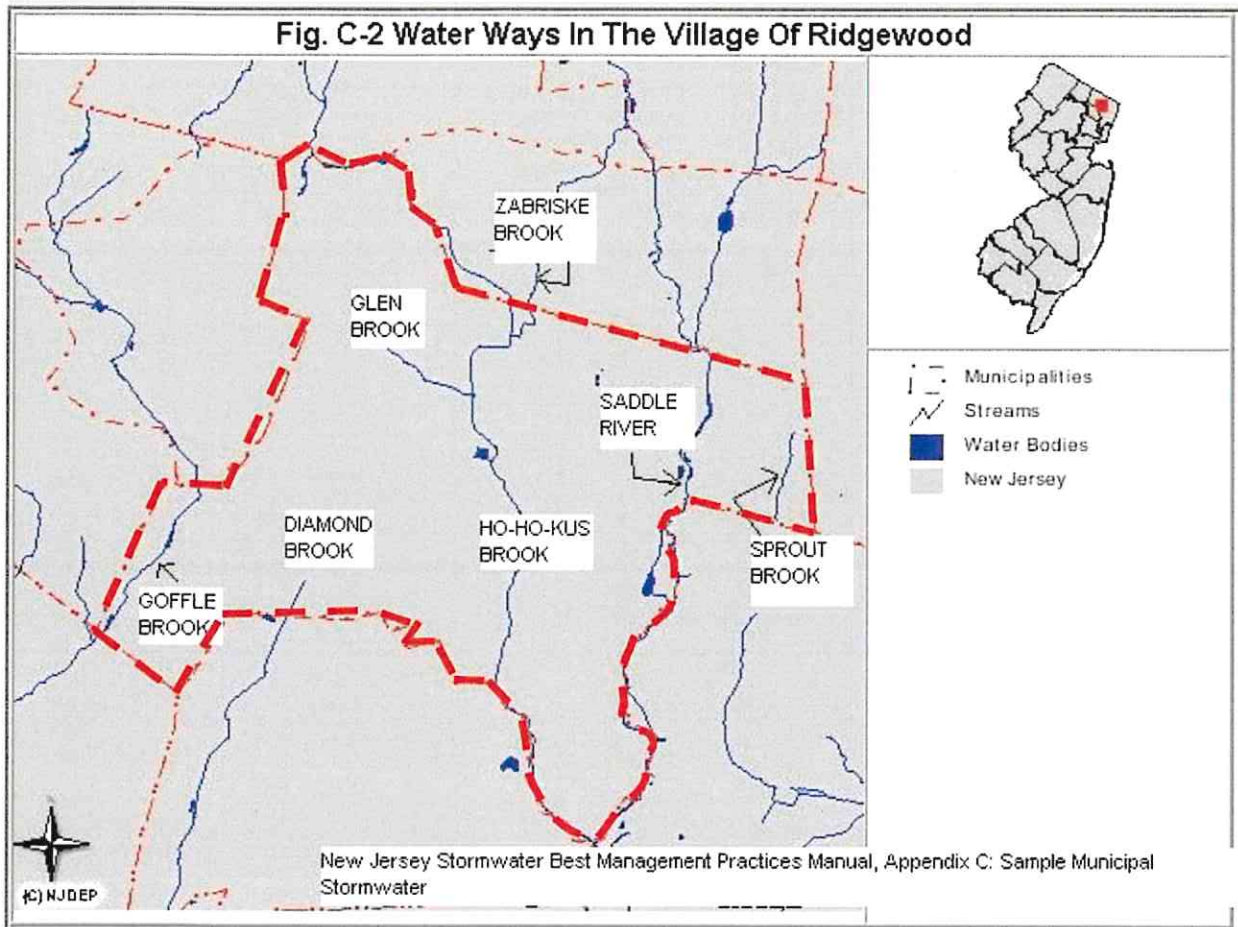 Fig. C-2 Water Ways In The Village Of Ridgewood
ZABRISKE
BROOK
GLEN
BROOK
SADDLE
RIVER
DIAMOND
BROOK
HO-HO-KUS
BROOK
SPROUT
BROOK
GOFFLE
BROOK
Municipalities
Streams
Water Bodies
New Jersey
New Jersey Stormwater Best Management Practices Manual, Appendix C: Sample Municipal
Stormwater
(C) NJDEP